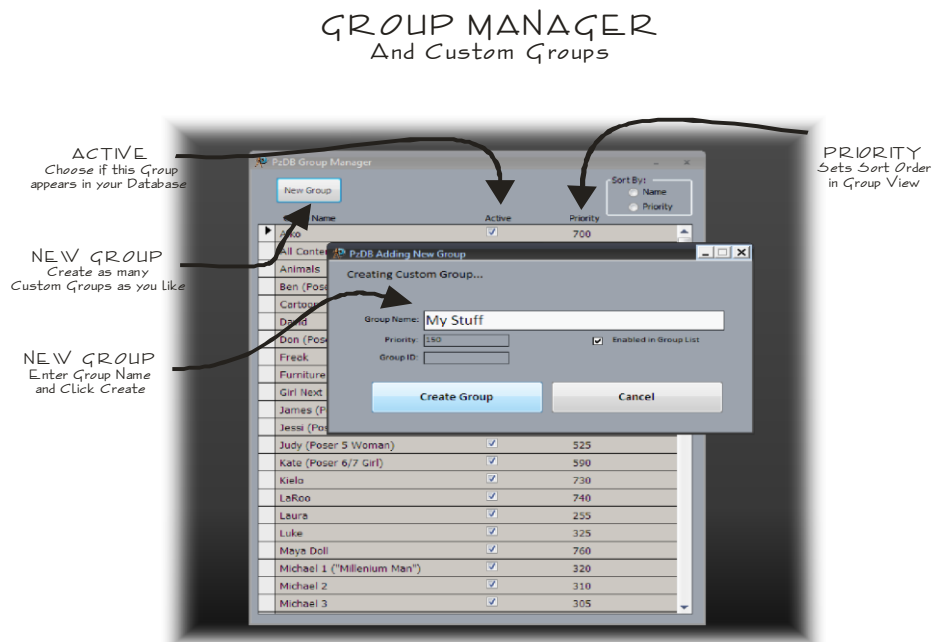 GROUP MANAGER
And Custom Groups
ACTIVE
Choose if this Group
appears in your Database
PRIORITY
Sets Sort Order
in Group View
NEW GROUP
Create as many
Custom Groups as you like
NEW GROUP
Enter Group Name
and Click Create
PzDB Group Manager
New Group
Sort By:
Name
Priority
Name Active Priority
700
All Conte
Animals
Ben (Pose
Cartoon
David
Don (Pos
Freak
Furniture
Girl Next
James (P
Jessi (Po
PzDB Adding New Group
Creating Custom Group...
Group Name: My Stuff
Priority: 150 Enabled in Group List
Group ID:
Create Group Cancel
Judy (Poser 5 Woman) 525
Kate (Poser 6/7 Girl) 590
Kielo 730
LaRoo 740
Laura 255
Luke 325
Maya Doll 760
Michael 1 ("Millenium Man") 320
Michael 2 310
Michael 3 305